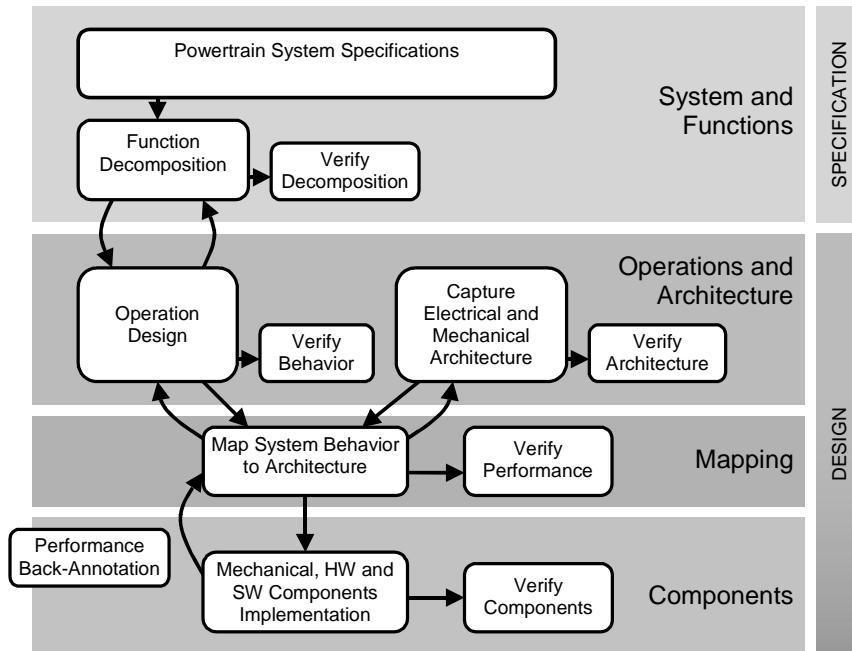 Powertrain System Specifications
System and
Functions
SPECIFICATION
Function
Decomposition
Verify
Decomposition
Operations and
Architecture
Operation
Design
Capture
Electrical and
Mechanical
Architecture
Verify
Behavior
Verify
Architecture
DESIGN
Map System Behavior
to Architecture
Verify
Performance
Mapping
Performance
Back-Annotation
Mechanical, HW and
SW Components
Implementation
Verify
Components
Components